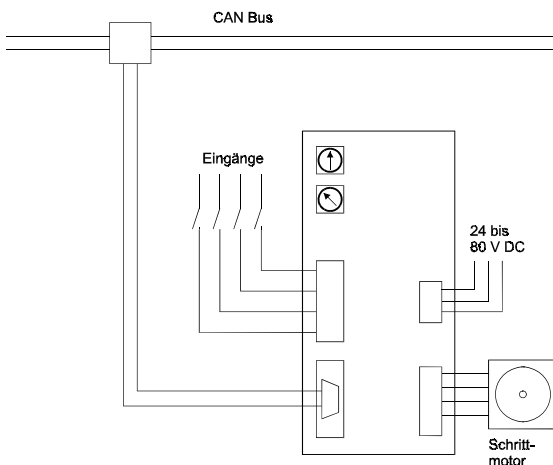 CAN Bus
Eingänge
24 bis
80 V DC
Schritt-
motor